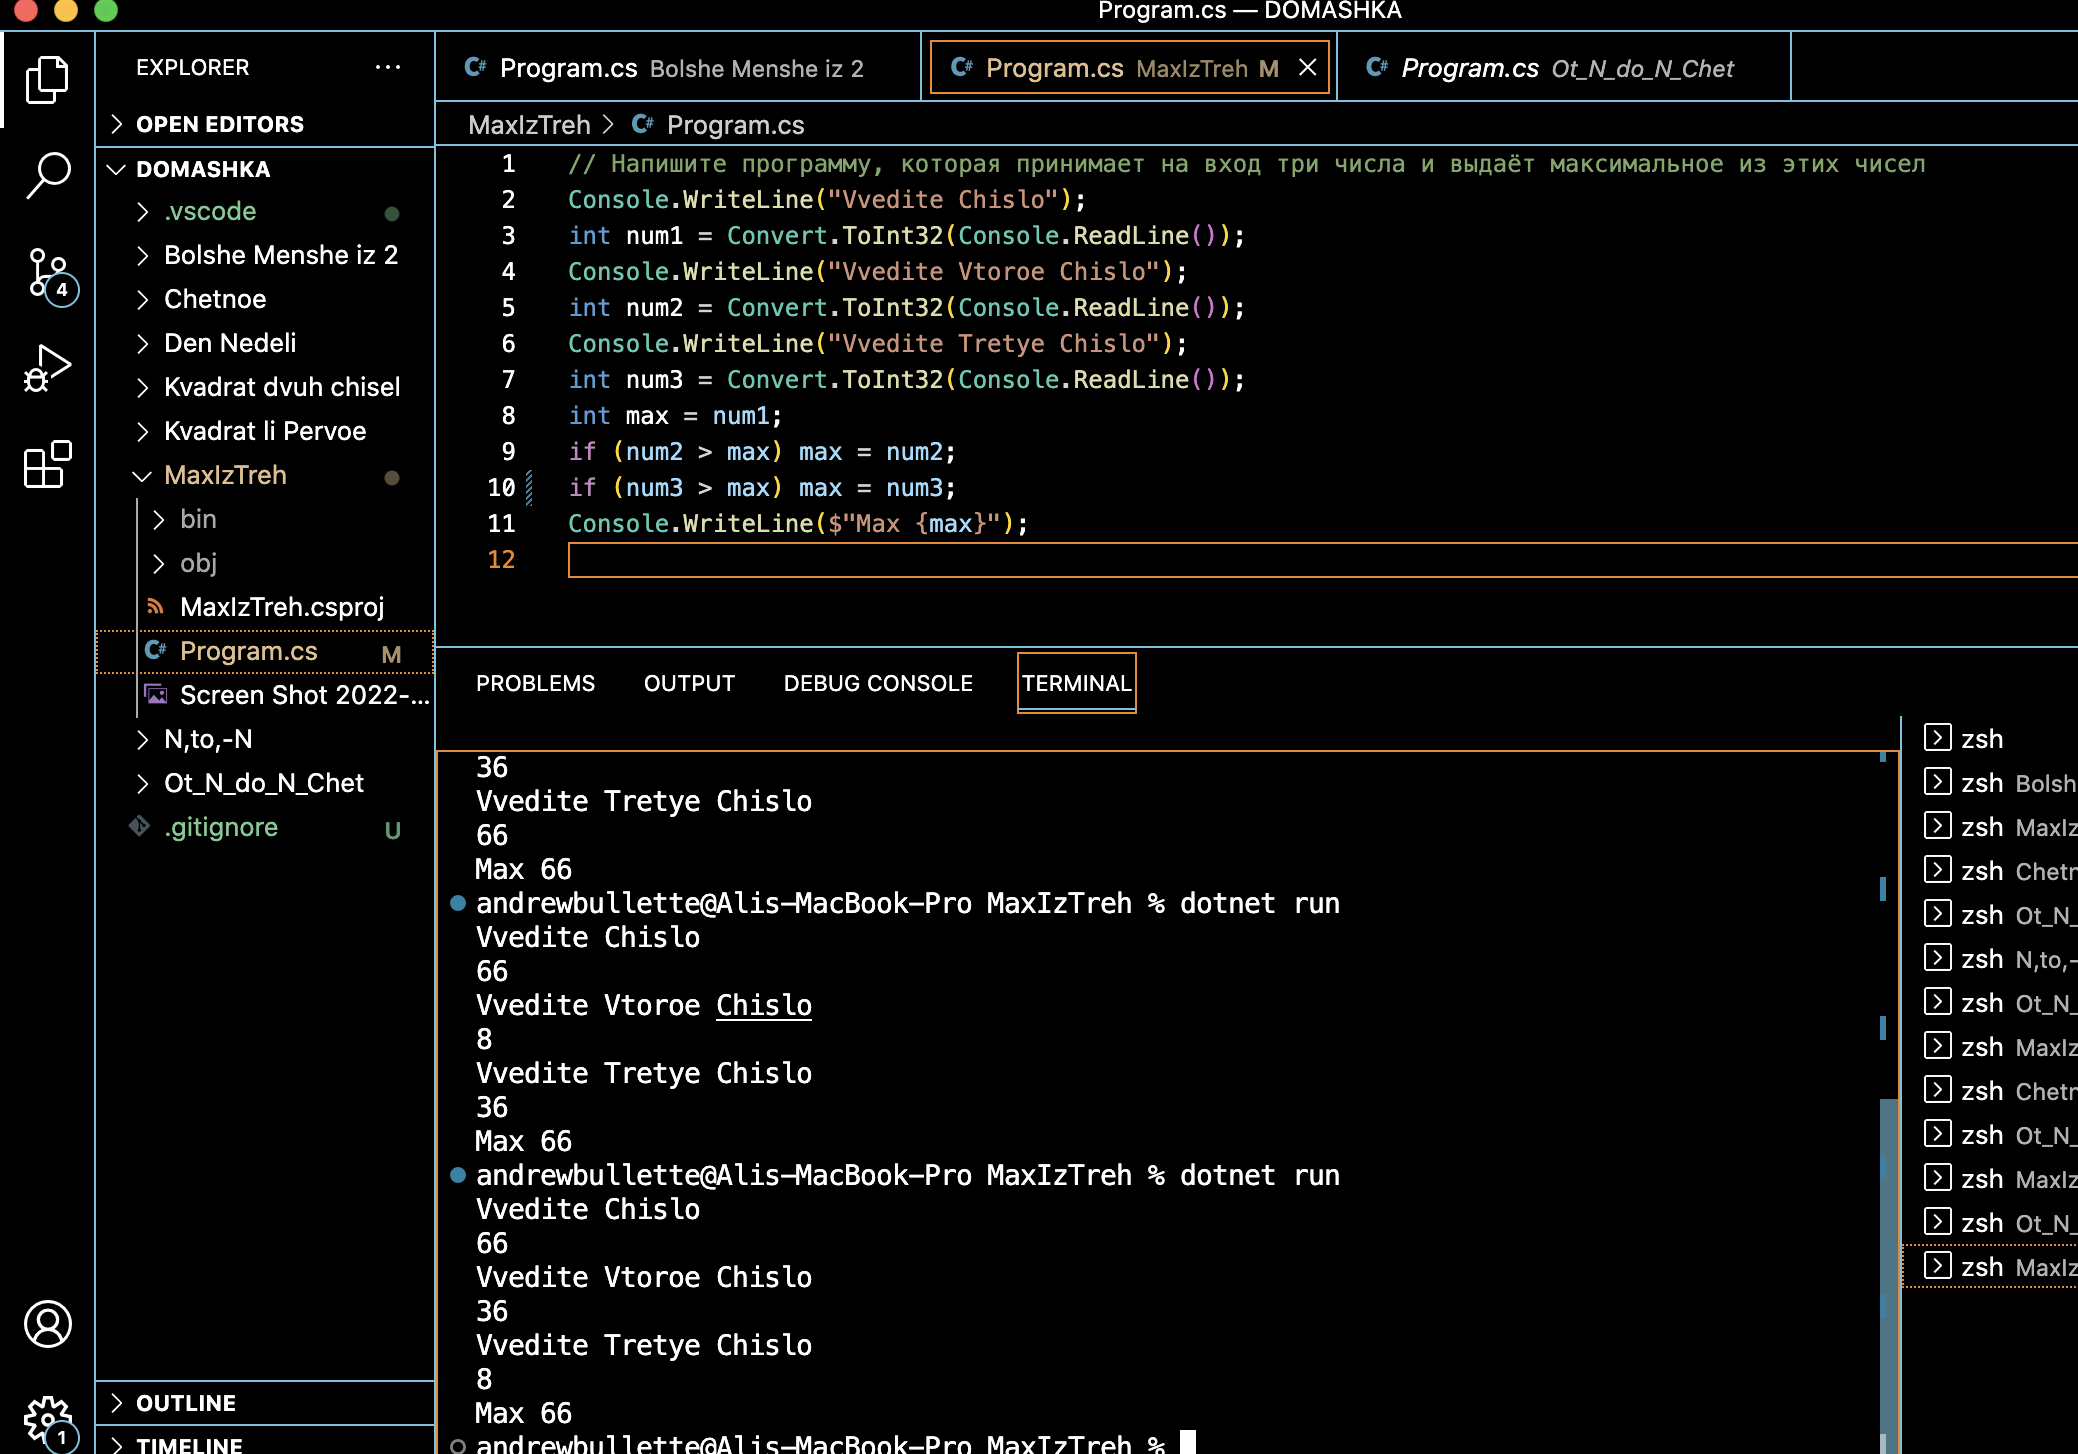 Program.cs — DOMASHKA
EXPLORER
OPEN EDITORS
DOMASHKA
.vscode
Bolshe Menshe iz 2
Chetnoe
Den Nedeli
Kvadrat dvuh chisel
Kvadrat li Pervoe
MaxIzTreh
bin
obj
MaxIzTreh.csproj
Program.cs M
Screen Shot 2022-...
N,to,-N
Ot_N_do_N_Chet
.gitignore U
OUTLINE
TIMELINE
4
1
Program.cs Bolshe Menshe iz 2
Program.cs MaxIzTreh M
Program.cs Ot_N_do_N_Chet
MaxIzTreh > Program.cs
1 // Напишите программу, которая принимает на вход три числа и выдаёт максимальное из этих чисел
2 Console.WriteLine("Vvedite Chislo");
3 int num1 = Convert.ToInt32(Console.ReadLine());
4 Console.WriteLine("Vvedite Vtoroe Chislo");
5 int num2 = Convert.ToInt32(Console.ReadLine());
6 Console.WriteLine("Vvedite Tretye Chislo");
7 int num3 = Convert.ToInt32(Console.ReadLine());
8 int max = num1;
9 if (num2 > max) max = num2;
10 if (num3 > max) max = num3;
11 Console.WriteLine($"Max {max}");
12
PROBLEMS OUTPUT DEBUG CONSOLE TERMINAL
36
Vvedite Tretye Chislo
66
Max 66
andrewbullette@Alis-MacBook-Pro MaxIzTreh % dotnet run
Vvedite Chislo
66
Vvedite Vtoroe Chislo
8
Vvedite Tretye Chislo
36
Max 66
andrewbullette@Alis-MacBook-Pro MaxIzTreh % dotnet run
Vvedite Chislo
66
Vvedite Vtoroe Chislo
36
Vvedite Tretye Chislo
8
Max 66
andrewbullette@Alis-MacBook-Pro MaxIzTreh %
zsh
zsh Bolsh
zsh MaxIz
zsh Chetn
zsh Ot_N_
zsh N,to,-
zsh Ot_N_
zsh MaxIz
zsh Chetn
zsh Ot_N_
zsh MaxIz
zsh Ot_N_
zsh MaxIz